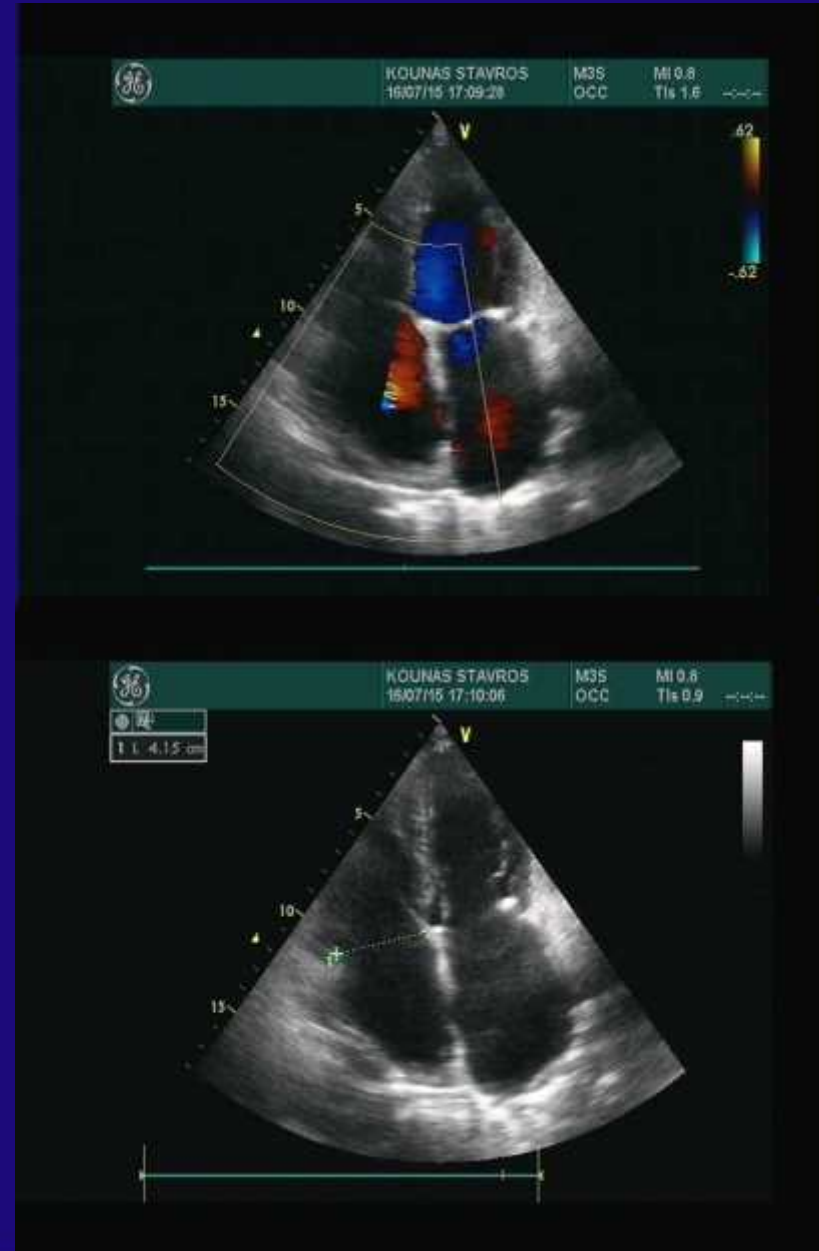 KOUNAS STAVROS M3S MI 0.8
16/07/15 17:09:28 OCC TIs 1.6 --:--:--
V
.62
-.62
5
10
15
KOUNAS STAVROS M3S MI 0.8
16/07/15 17:10:06 OCC TIs 0.9 --:--:--
1 L 4.15 cm
V
5
10
15